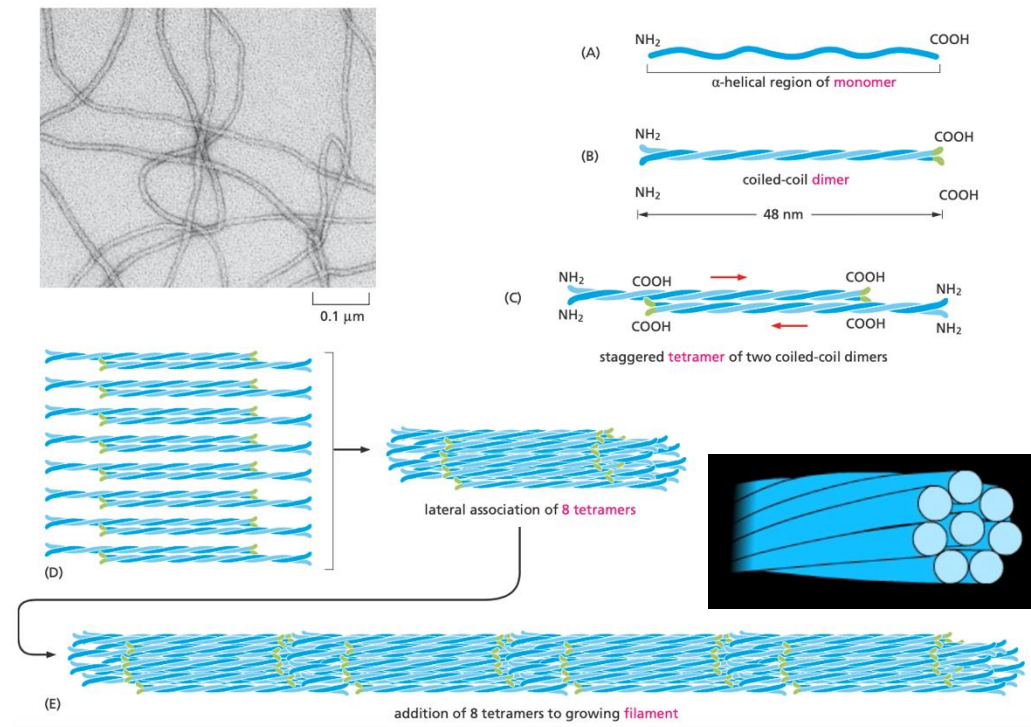 0.1 μm
(A)
NH2
COOH
α-helical region of monomer
(B)
NH2
COOH
coiled-coil dimer
NH2
COOH
48 nm
(C)
NH2
COOH
COOH
NH2
NH2
COOH
COOH
NH2
staggered tetramer of two coiled-coil dimers
(D)
lateral association of 8 tetramers
(E)
addition of 8 tetramers to growing filament